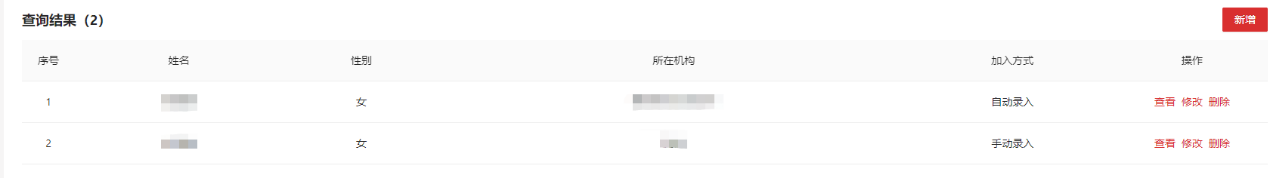 查询结果（2）
新增
序号 姓名 性别 所在机构 加入方式 操作
1 女 自动录入 查看 修改 删除
2 女 手动录入 查看 修改 删除